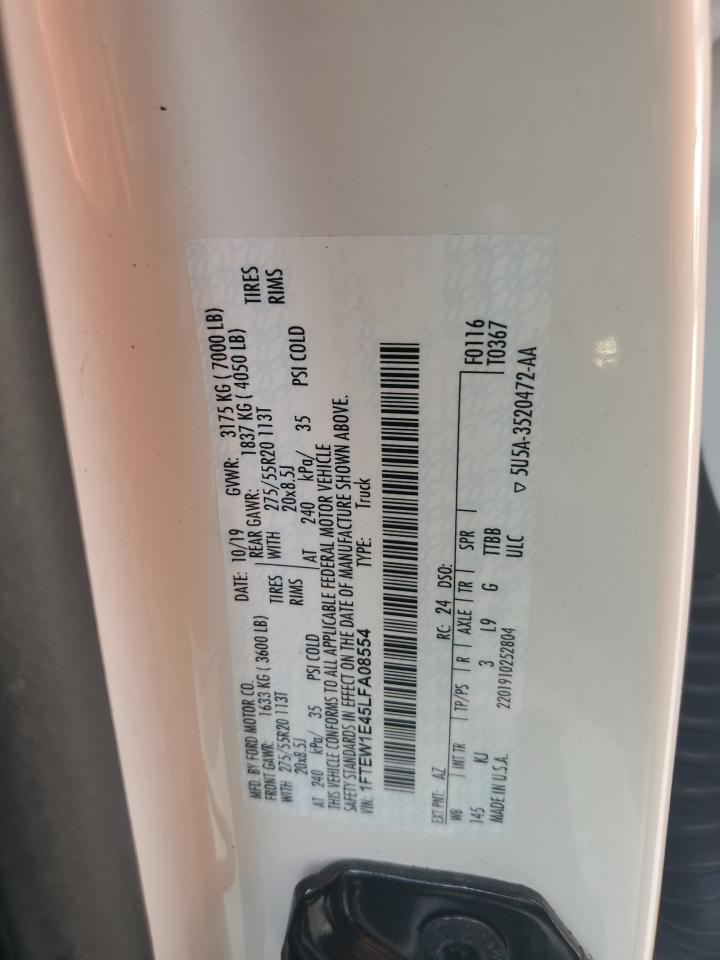 MFD. BY FORD MOTOR CO. DATE: 10/19 GVWR: 3175 KG ( 7000 LB)
FRONT GAWR: 1633 KG ( 3600 LB) REAR GAWR: 1837 KG ( 4050 LB)
WITH 275/55R20 113T TIRES WITH 275/55R20 113T TIRES
20x8.5J RIMS 20x8.5J RIMS
AT 240 kPa/ 35 PSI COLD AT 240 kPa/ 35 PSI COLD
THIS VEHICLE CONFORMS TO ALL APPLICABLE FEDERAL MOTOR VEHICLE
SAFETY STANDARDS IN EFFECT ON THE DATE OF MANUFACTURE SHOWN ABOVE.
VIN: 1FTEW1E45LFA08554 TYPE: Truck
EXT PNT: AZ RC: 24 DSO: F0116
WB INT TR TP/PS R AXLE TR SPR T0367
145 KJ 3 L9 G TTBB
MADE IN U.S.A. 2201910252804 ULC ▽ 5U5A-3520472-AA